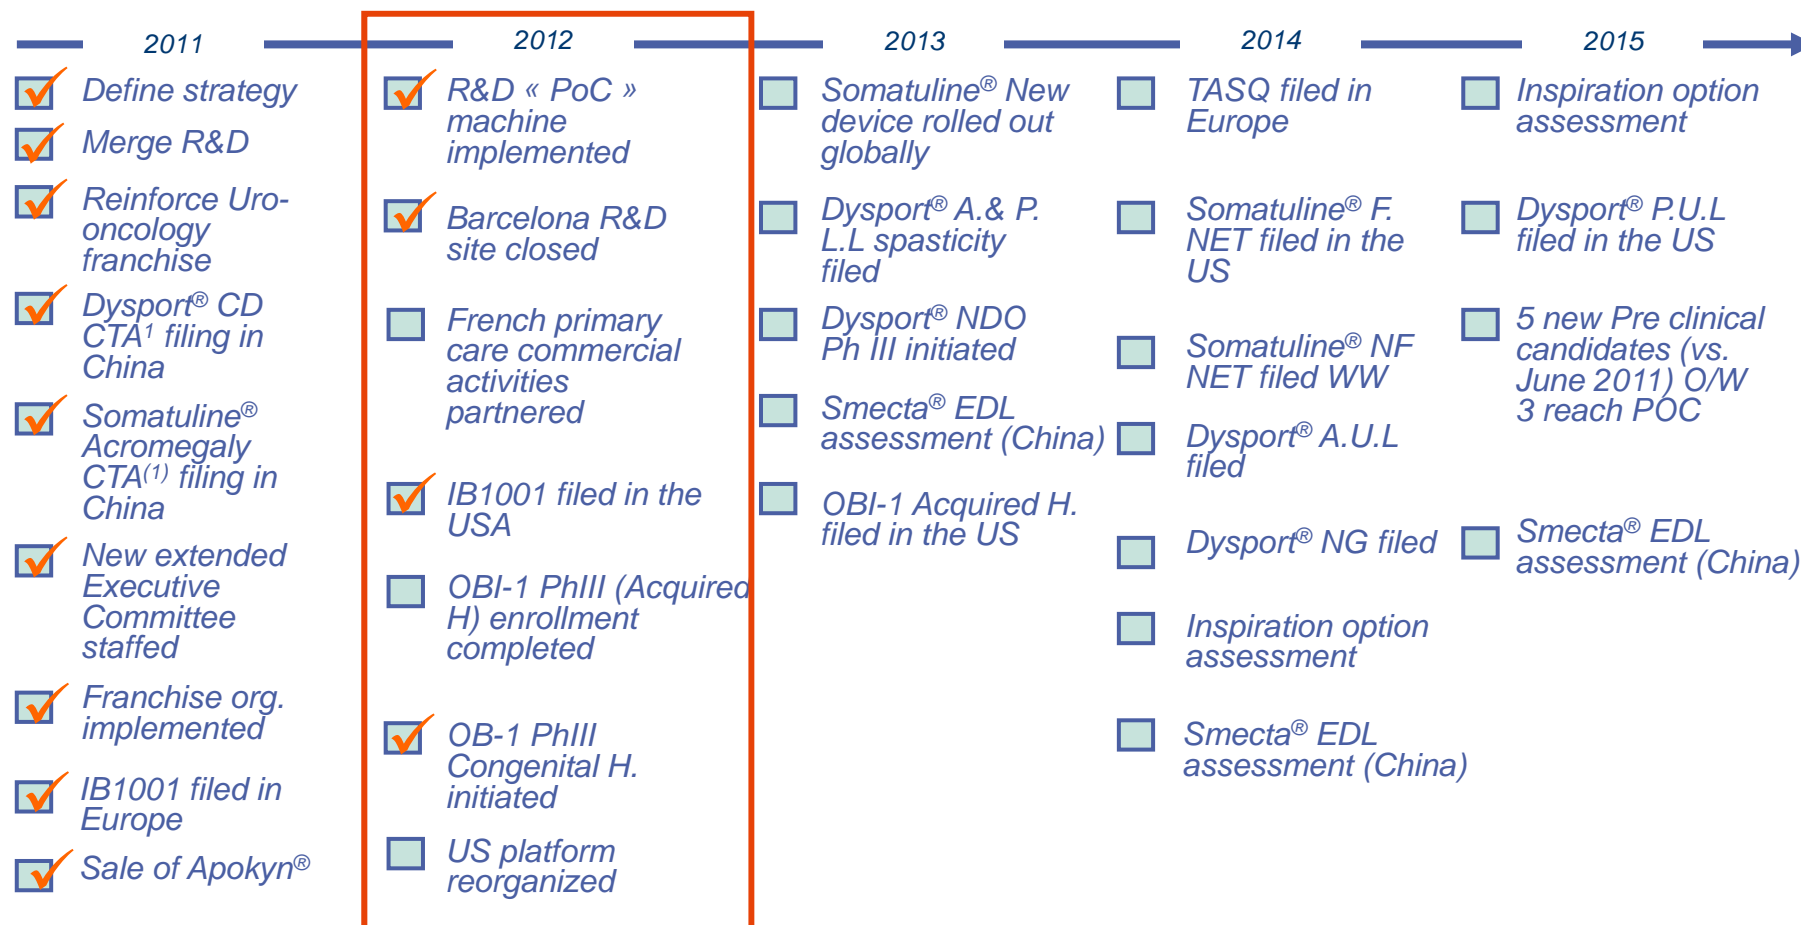 2011
Define strategy
Merge R&D
Reinforce Uro-
oncology
franchise
Dysport® CD
CTA¹ filing in
China
Somatuline®
Acromegaly
CTA⁽¹⁾ filing in
China
New extended
Executive
Committee
staffed
Franchise org.
implemented
IB1001 filed in
Europe
Sale of Apokyn®
2012
R&D « PoC »
machine
implemented
Barcelona R&D
site closed
French primary
care commercial
activities
partnered
IB1001 filed in the
USA
OBI-1 PhIII (Acquired
H) enrollment
completed
OB-1 PhIII
Congenital H.
initiated
US platform
reorganized
2013
Somatuline® New
device rolled out
globally
Dysport® A.& P.
L.L spasticity
filed
Dysport® NDO
Ph III initiated
Smecta® EDL
assessment (China)
OBI-1 Acquired H.
filed in the US
2014
TASQ filed in
Europe
Somatuline® F.
NET filed in the
US
Somatuline® NF
NET filed WW
Dysport® A.U.L
filed
Dysport® NG filed
Inspiration option
assessment
Smecta® EDL
assessment (China)
2015
Inspiration option
assessment
Dysport® P.U.L
filed in the US
5 new Pre clinical
candidates (vs.
June 2011) O/W
3 reach POC
Smecta® EDL
assessment (China)